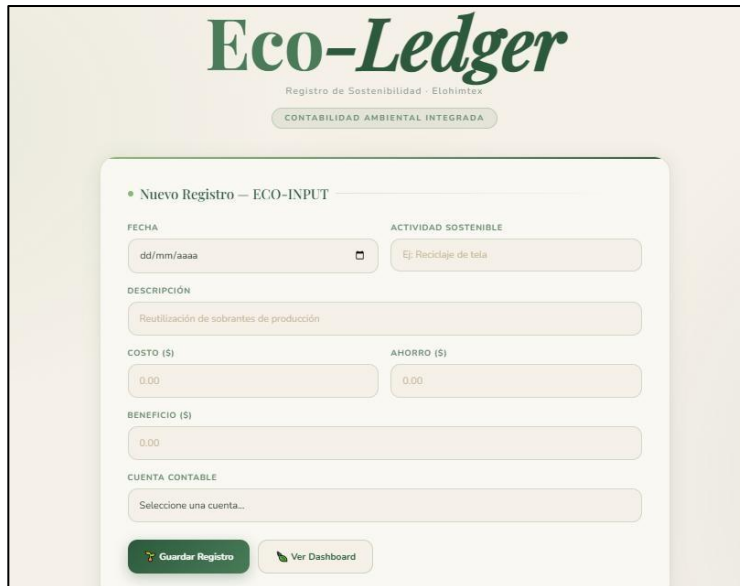 Eco-Ledger
Registro de Sostenibilidad · Elohimtex
CONTABILIDAD AMBIENTAL INTEGRADA
Nuevo Registro — ECO-INPUT
FECHA
dd/mm/aaaa
ACTIVIDAD SOSTENIBLE
Ej: Reciclaje de tela
DESCRIPCIÓN
Reutilización de sobrantes de producción
COSTO ($)
0.00
AHORRO ($)
0.00
BENEFICIO ($)
0.00
CUENTA CONTABLE
Seleccione una cuenta...
Guardar Registro
Ver Dashboard